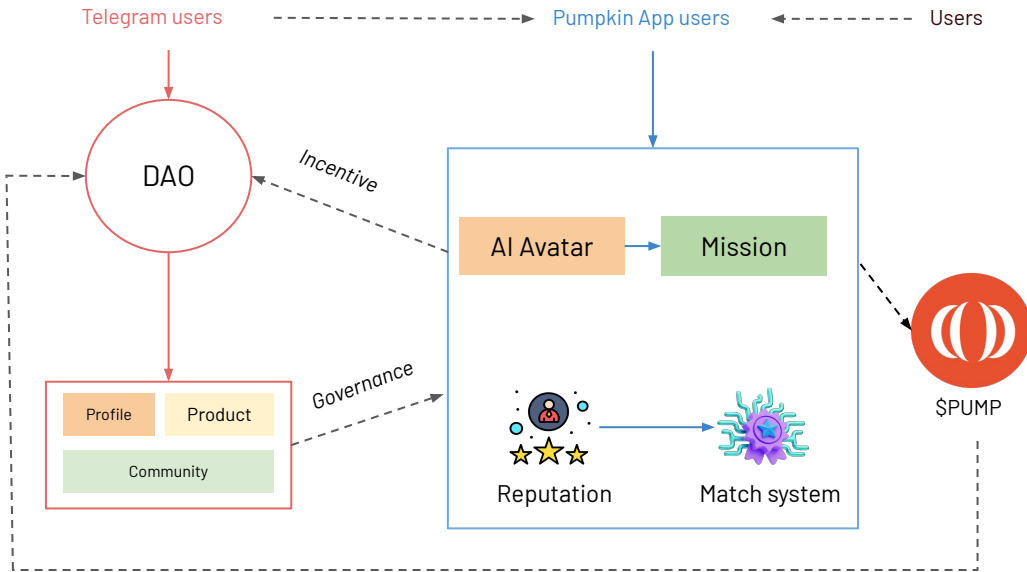 Telegram users
Pumpkin App users
Users
DAO
Incentive
AI Avatar
Mission
Governance
Profile
Product
Community
$PUMP
Reputation
Match system